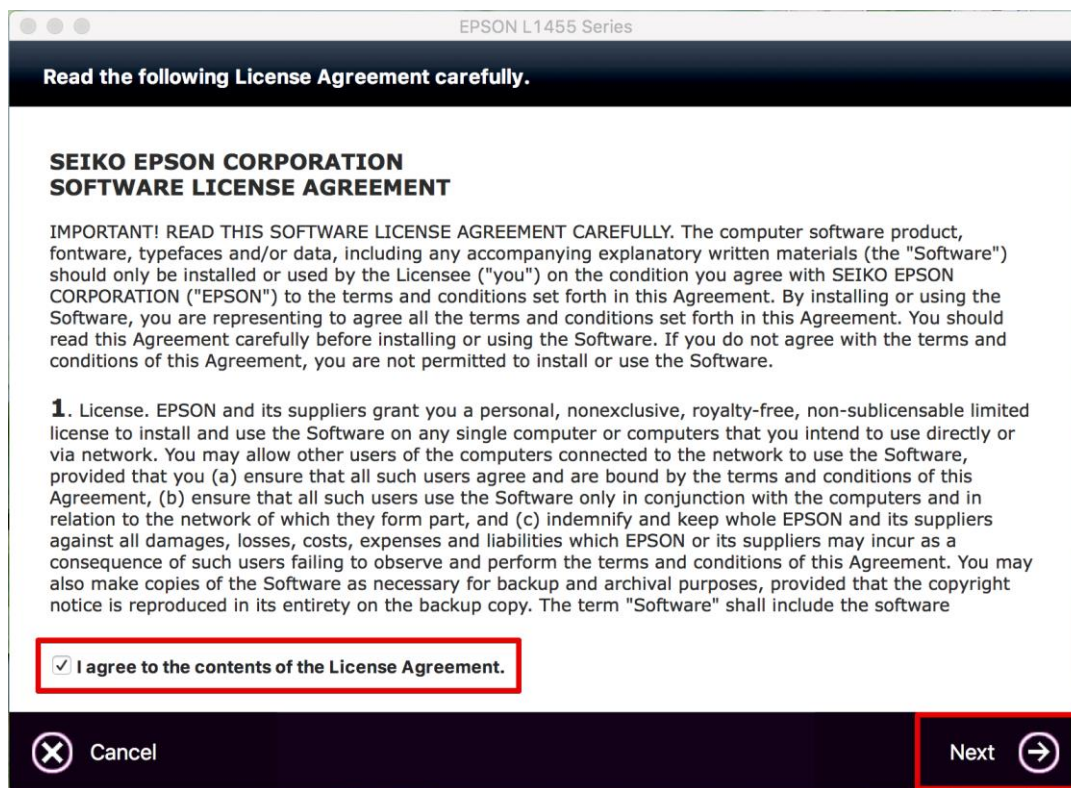 EPSON L1455 Series
Read the following License Agreement carefully.
SEIKO EPSON CORPORATION
SOFTWARE LICENSE AGREEMENT
IMPORTANT! READ THIS SOFTWARE LICENSE AGREEMENT CAREFULLY. The computer software product,
fontware, typefaces and/or data, including any accompanying explanatory written materials (the "Software")
should only be installed or used by the Licensee ("you") on the condition you agree with SEIKO EPSON
CORPORATION ("EPSON") to the terms and conditions set forth in this Agreement. By installing or using the
Software, you are representing to agree all the terms and conditions set forth in this Agreement. You should
read this Agreement carefully before installing or using the Software. If you do not agree with the terms and
conditions of this Agreement, you are not permitted to install or use the Software.
1. License. EPSON and its suppliers grant you a personal, nonexclusive, royalty-free, non-sublicensable limited
license to install and use the Software on any single computer or computers that you intend to use directly or
via network. You may allow other users of the computers connected to the network to use the Software,
provided that you (a) ensure that all such users agree and are bound by the terms and conditions of this
Agreement, (b) ensure that all such users use the Software only in conjunction with the computers and in
relation to the network of which they form part, and (c) indemnify and keep whole EPSON and its suppliers
against all damages, losses, costs, expenses and liabilities which EPSON or its suppliers may incur as a
consequence of such users failing to observe and perform the terms and conditions of this Agreement. You may
also make copies of the Software as necessary for backup and archival purposes, provided that the copyright
notice is reproduced in its entirety on the backup copy. The term "Software" shall include the software
I agree to the contents of the License Agreement.
Cancel
Next